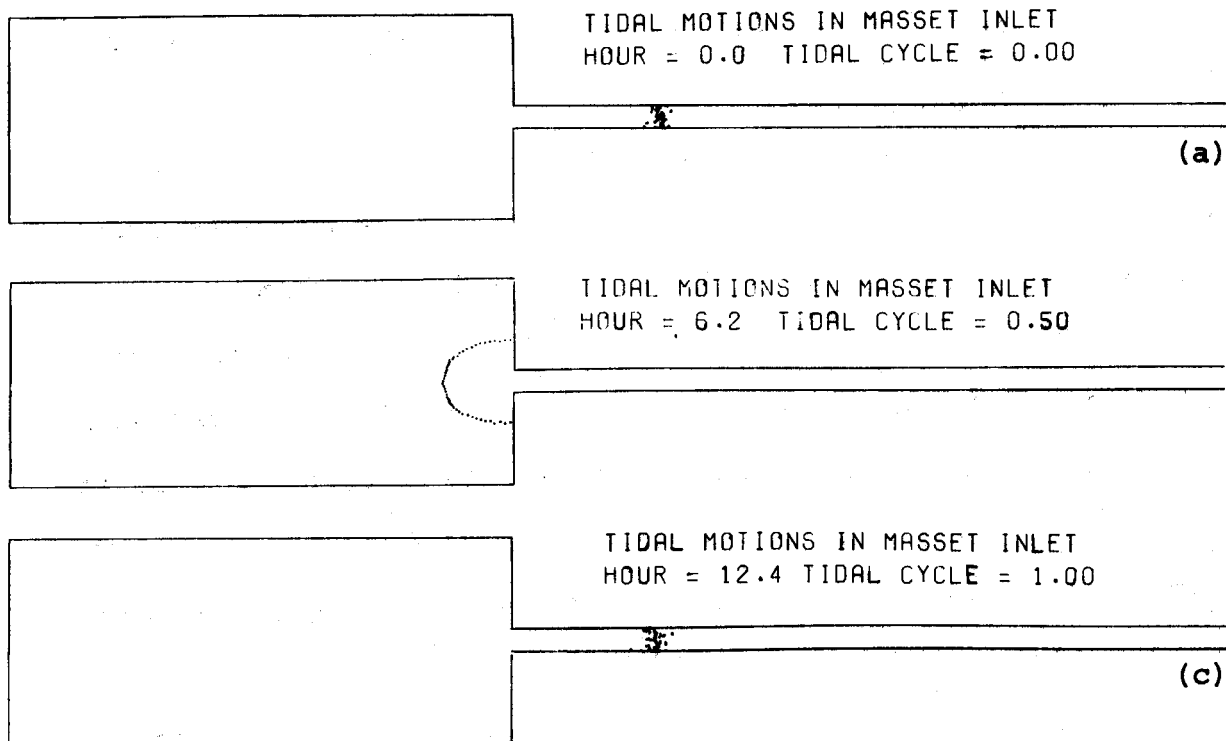 TIDAL MOTIONS IN MASSET INLET
HOUR = 0.0 TIDAL CYCLE = 0.00
(a)
TIDAL MOTIONS IN MASSET INLET
HOUR = 6.2 TIDAL CYCLE = 0.50
TIDAL MOTIONS IN MASSET INLET
HOUR = 12.4 TIDAL CYCLE = 1.00
(c)